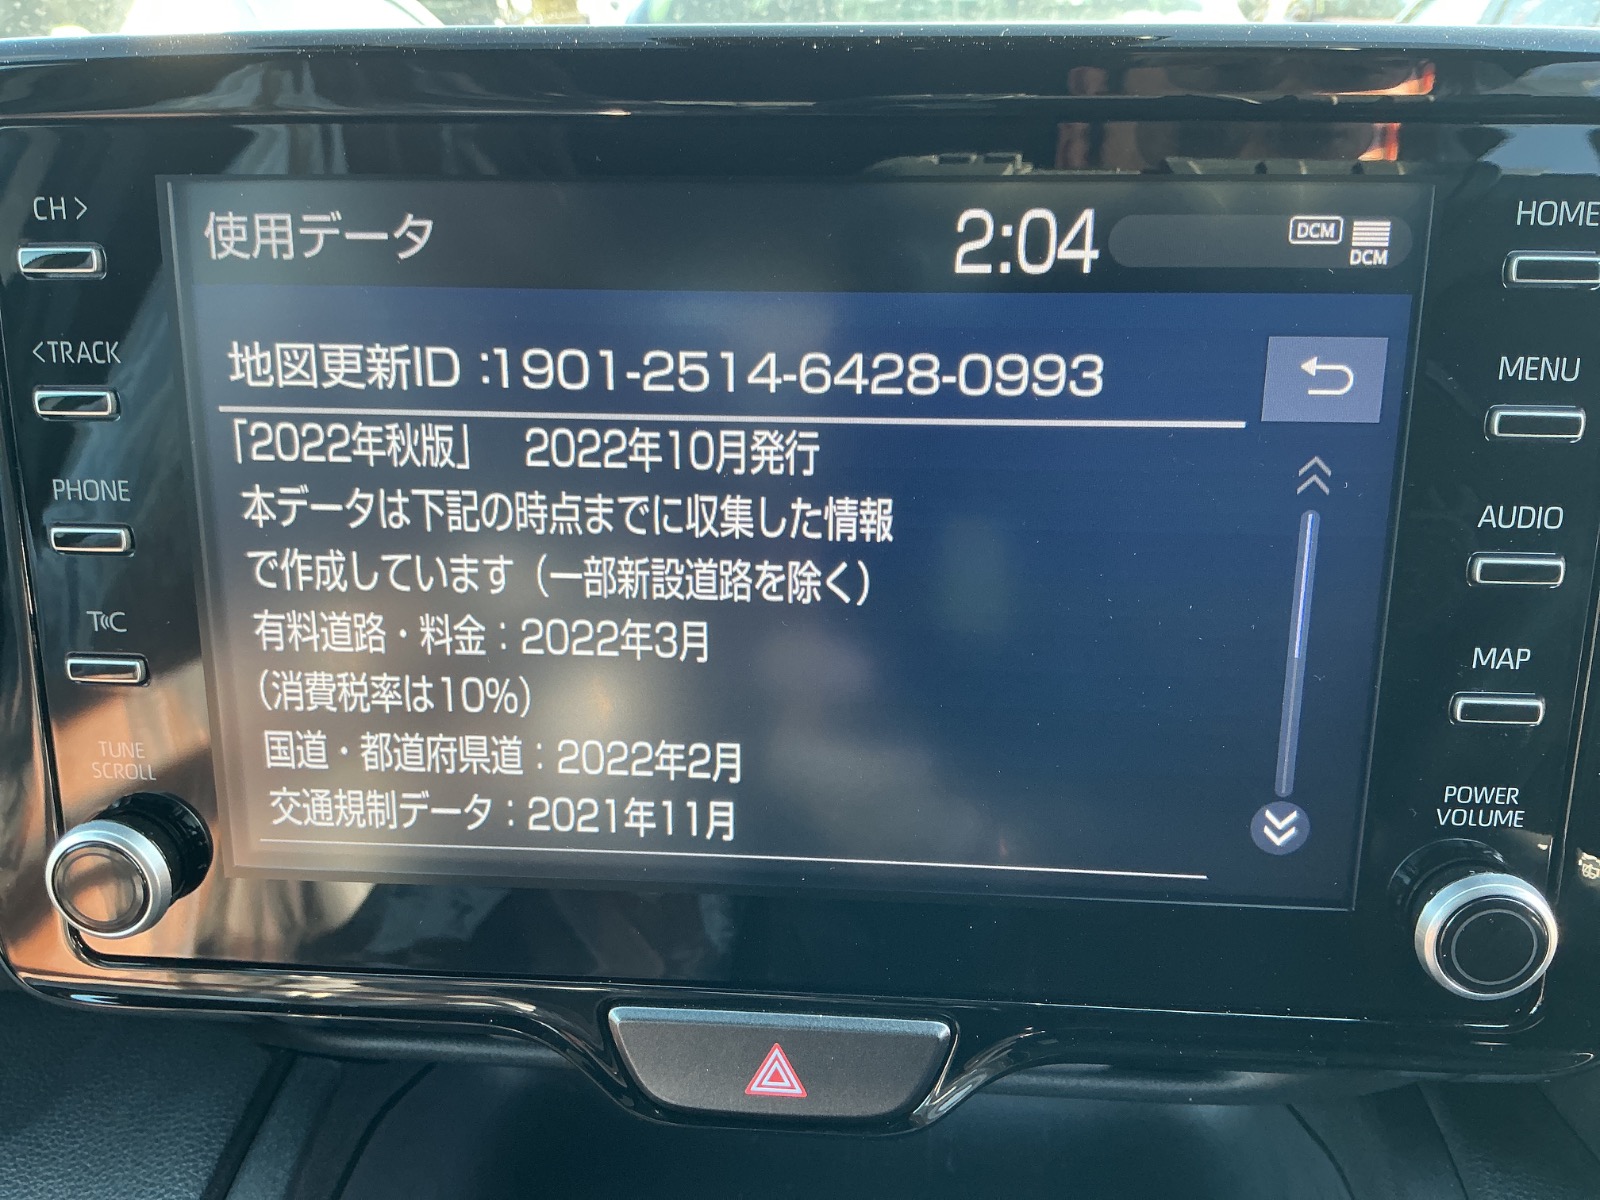 CH >
<TRACK
PHONE
T«C
TUNE
SCROLL
使用データ
2:04
DCM
DCM
地図更新ID :1901-2514-6428-0993
「2022年秋版」 2022年10月発行
本データは下記の時点までに収集した情報
で作成しています（一部新設道路を除く）
有料道路・料金：2022年3月
（消費税率は10%）
国道・都道府県道：2022年2月
交通規制データ：2021年11月
HOME
MENU
AUDIO
MAP
POWER
VOLUME